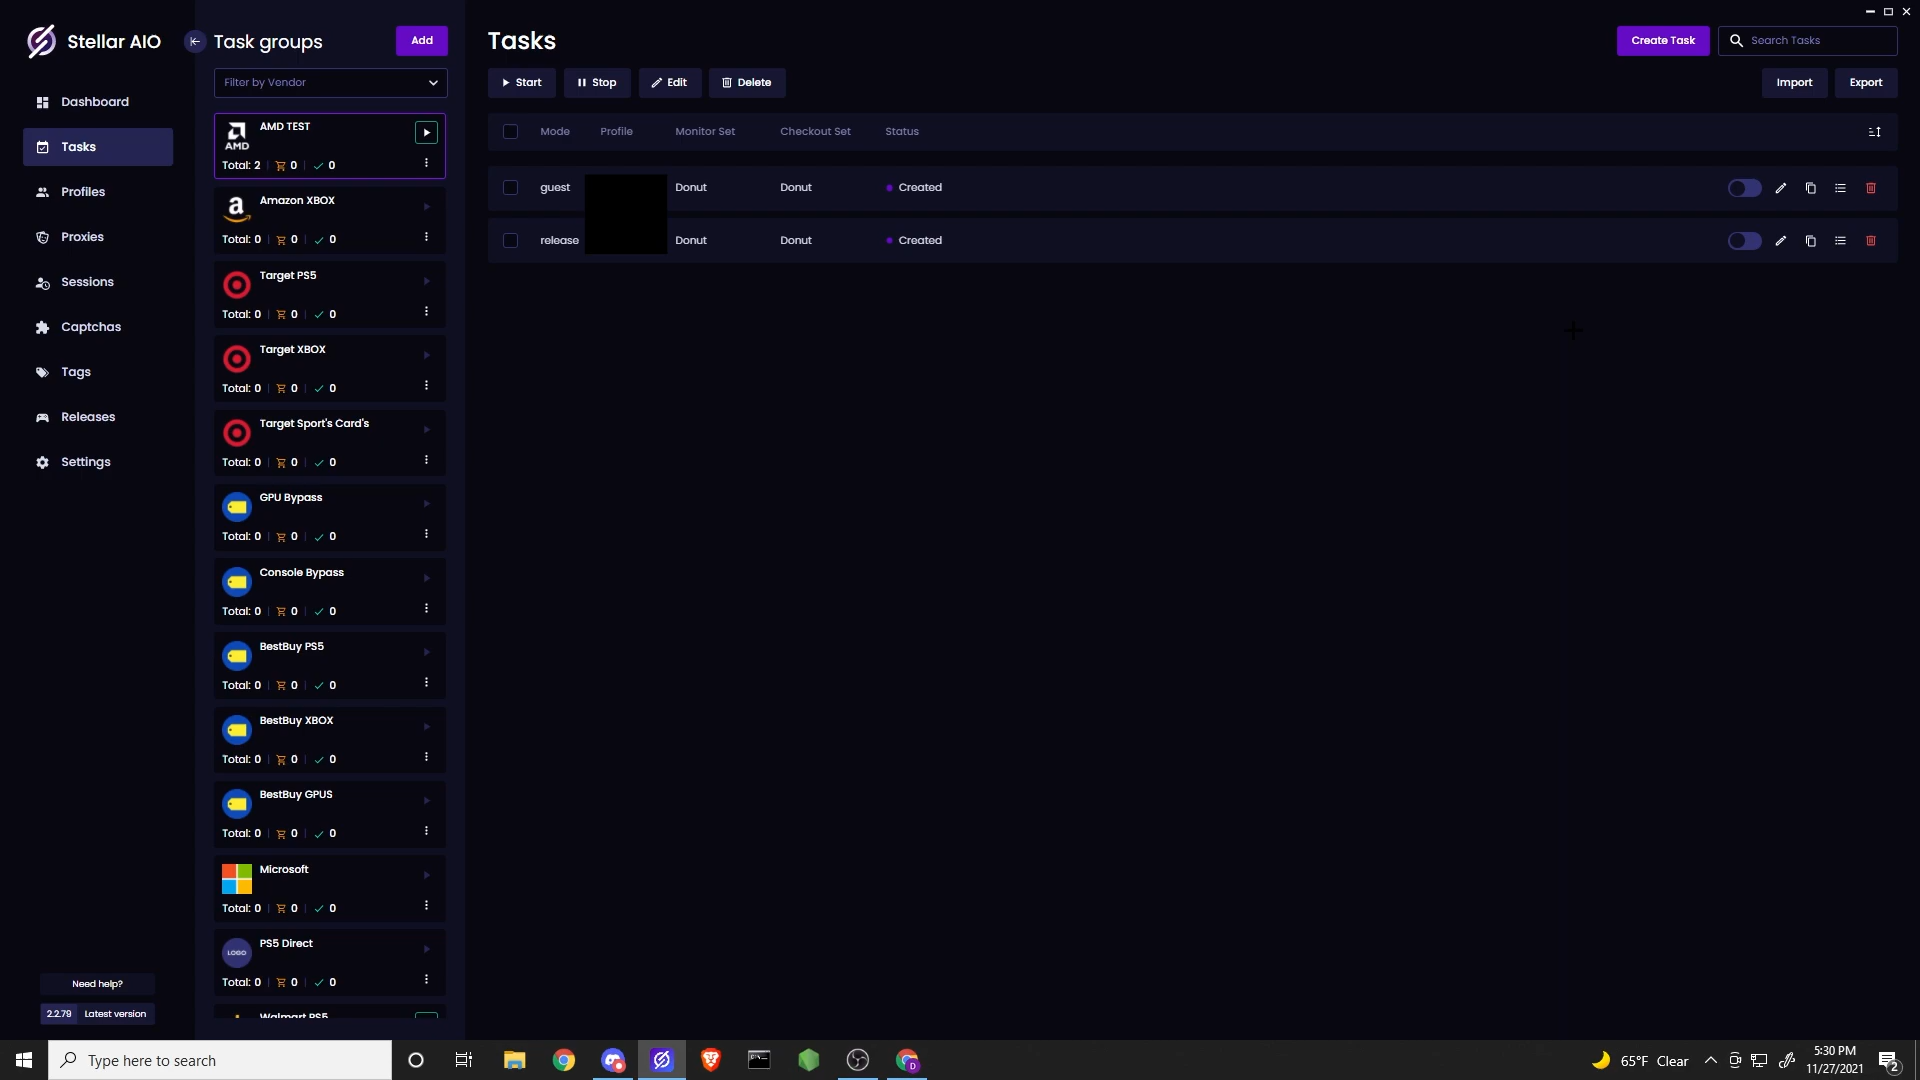 Stellar AIO
Dashboard
Tasks
Profiles
Proxies
Sessions
Captchas
Tags
Releases
Settings
Need help?
2.2.79 Latest version
Task groups
Add
Filter by Vendor
AMD TEST
AMD
Total: 2 0 0
Amazon XBOX
a
Total: 0 0 0
Target PS5
Total: 0 0 0
Target XBOX
Total: 0 0 0
Target Sport's Card's
Total: 0 0 0
GPU Bypass
Total: 0 0 0
Console Bypass
Total: 0 0 0
BestBuy PS5
Total: 0 0 0
BestBuy XBOX
Total: 0 0 0
BestBuy GPUS
Total: 0 0 0
Microsoft
Total: 0 0 0
PS5 Direct
LOGO
Total: 0 0 0
Walmart PS5
Tasks
Create Task
Search Tasks
Start Stop Edit Delete
Import Export
Mode Profile Monitor Set Checkout Set Status
guest Donut Donut Created
release Donut Donut Created
Type here to search
D
65°F Clear
5:30 PM
11/27/2021
2